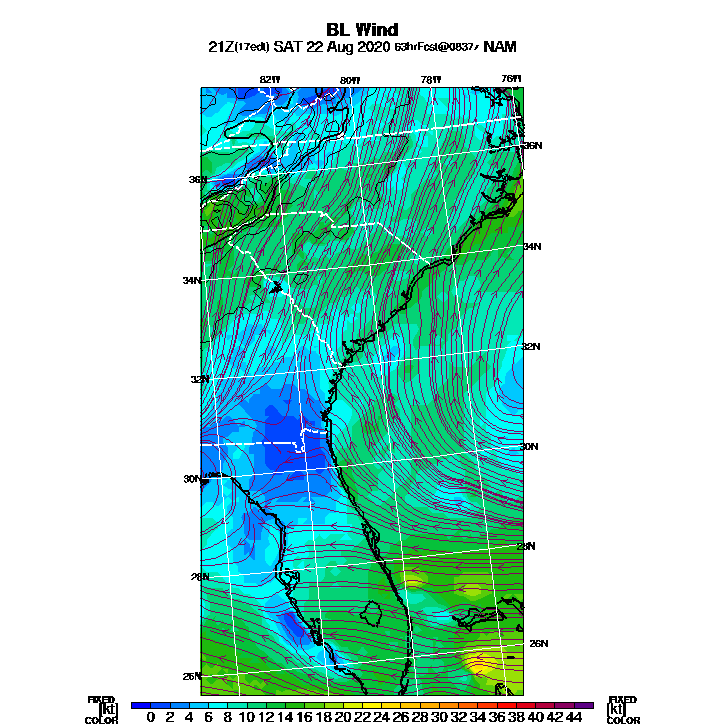 BL Wind
21Z(17edt) SAT 22 Aug 2020 63hrFcst@0837z NAM
82W 80W 78W 76W
36N
36N
34N
34N
32N
32N
30N
30N
28N
28N
26N
26N
FIXED FIXED
[kt] 0 2 4 6 8 10 12 14 16 18 20 22 24 26 28 30 32 34 36 38 40 42 44 [kt]
COLOR COLOR